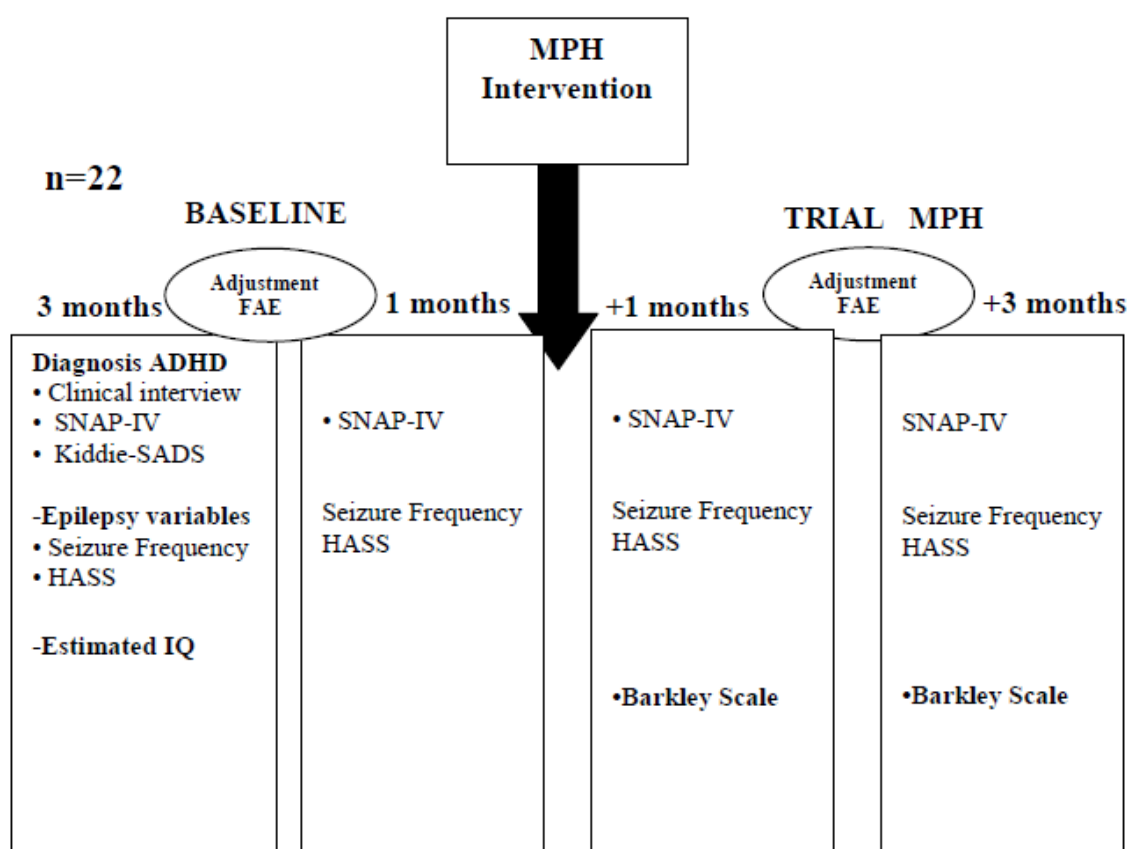 MPH
Intervention
n=22
BASELINE
TRIAL MPH
Adjustment
FAE
Adjustment
FAE
3 months
1 months
+1 months
+3 months
Diagnosis ADHD
• Clinical interview
• SNAP-IV
• Kiddie-SADS
-Epilepsy variables
• Seizure Frequency
• HASS
-Estimated IQ
• SNAP-IV
Seizure Frequency
HASS
• SNAP-IV
Seizure Frequency
HASS
•Barkley Scale
SNAP-IV
Seizure Frequency
HASS
•Barkley Scale